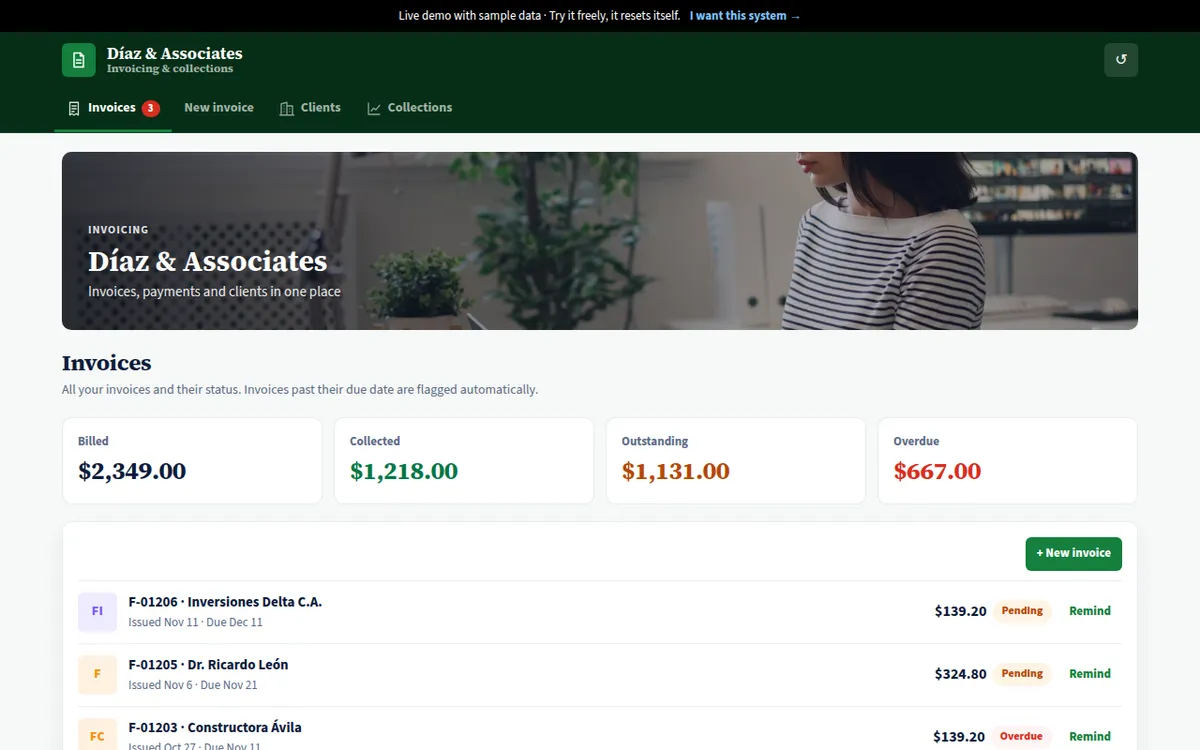 Live demo with sample data · Try it freely, it resets itself. I want this system →
Díaz & Associates
Invoicing & collections
Invoices 3 New invoice Clients Collections
INVOICING
Díaz & Associates
Invoices, payments and clients in one place
Invoices
All your invoices and their status. Invoices past their due date are flagged automatically.
Billed Collected Outstanding Overdue
$2,349.00 $1,218.00 $1,131.00 $667.00
+ New invoice
FI F-01206 · Inversiones Delta C.A. $139.20 Pending Remind
Issued Nov 11 · Due Dec 11
F F-01205 · Dr. Ricardo León $324.80 Pending Remind
Issued Nov 6 · Due Nov 21
FC F-01203 · Constructora Ávila $139.20 Overdue Remind
Issued Oct 27 · Due Nov 11